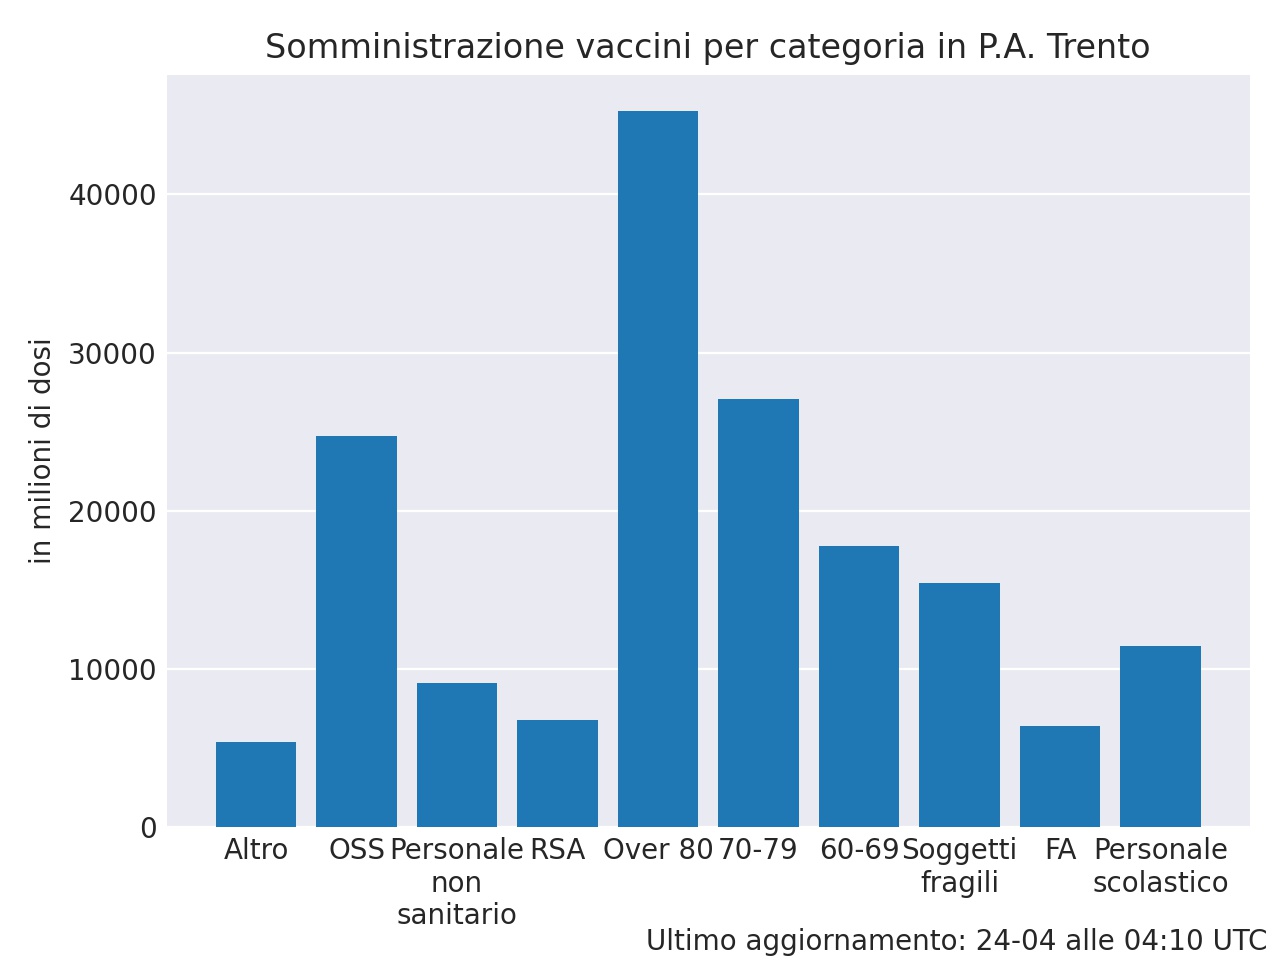 Somministrazione vaccini per categoria in P.A. Trento
in milioni di dosi
40000
30000
20000
10000
0
Altro
OSS
Personale
non
sanitario
RSA
Over 80
70-79
60-69
Soggetti
fragili
FA
Personale
scolastico
Ultimo aggiornamento: 24-04 alle 04:10 UTC